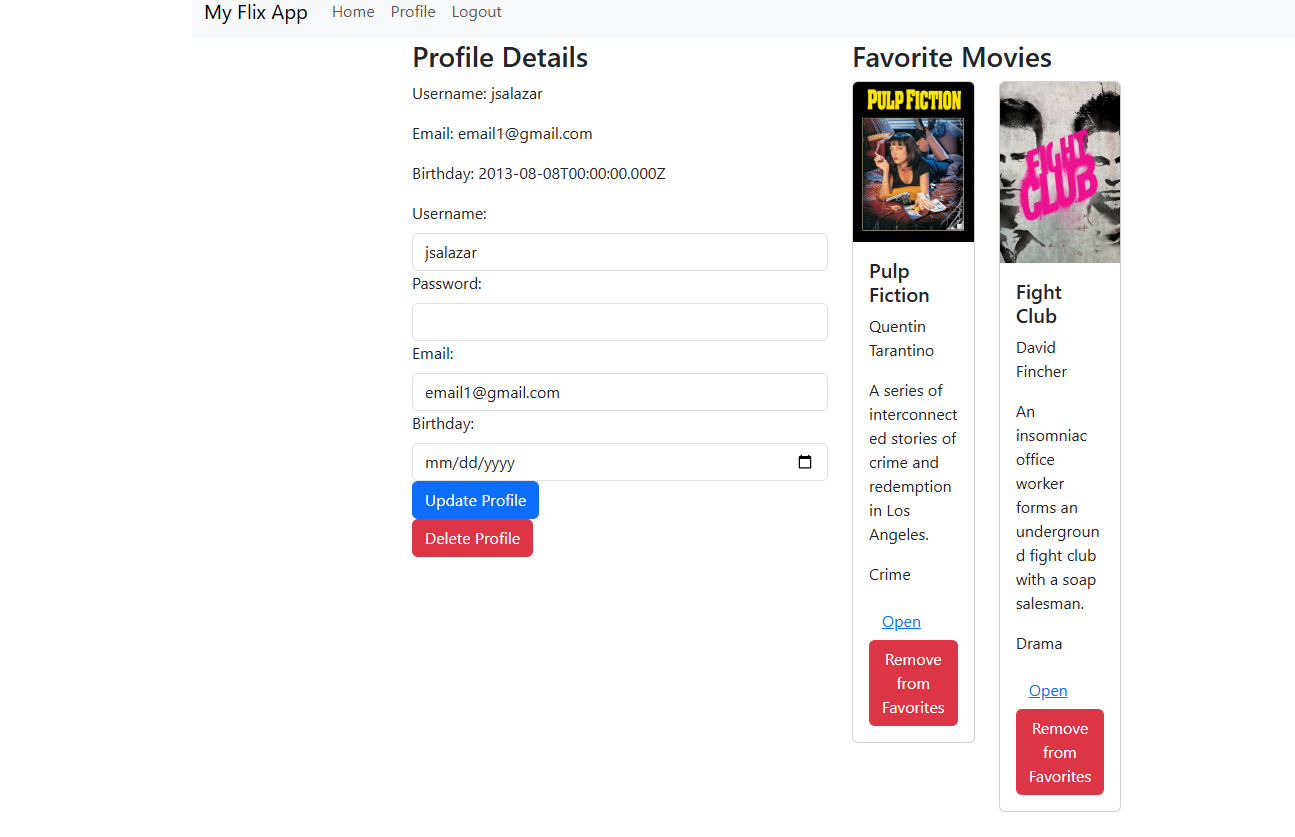 My Flix App Home Profile Logout
Profile Details
Username: jsalazar
Email: email1@gmail.com
Birthday: 2013-08-08T00:00:00.000Z
Username:
jsalazar
Password:
Email:
email1@gmail.com
Birthday:
mm/dd/yyyy
Update Profile
Delete Profile
Favorite Movies
PULP FICTION
Pulp
Fiction
Quentin
Tarantino
A series of
interconnect
ed stories of
crime and
redemption
in Los
Angeles.
Crime
Open
Remove
from
Favorites
FIGHT
CLUB
Fight
Club
David
Fincher
An
insomniac
office
worker
forms an
undergroun
d fight club
with a soap
salesman.
Drama
Open
Remove
from
Favorites